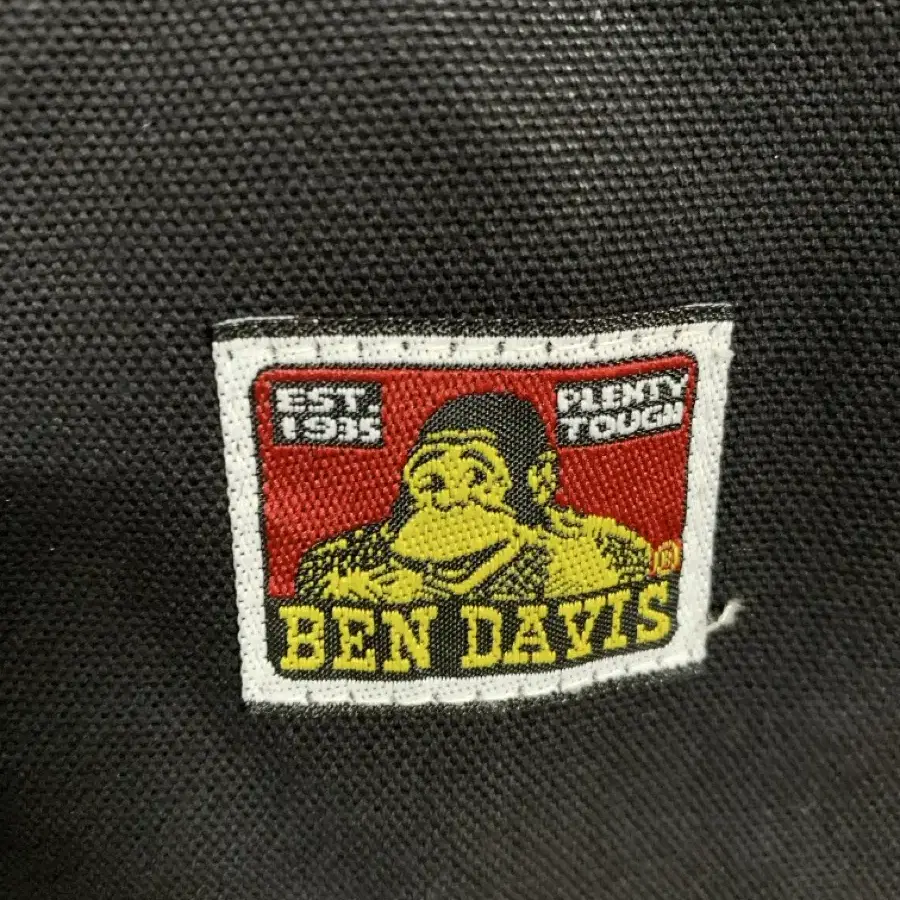 EST.
1935
PLENTY
TOUGH
®
BEN DAVIS